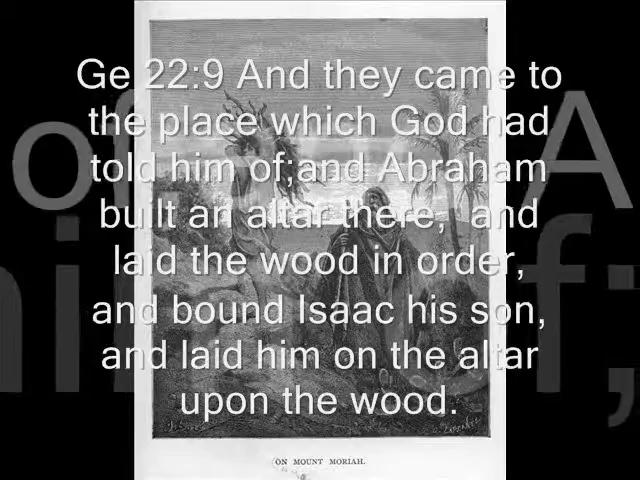 Ge 22:9 And they came to
the place which God had
told him of;and Abraham
built an altar there,  and
laid the wood in order,
and bound Isaac his son,
and laid him on the altar
upon the wood.
ON MOUNT MORIAH.